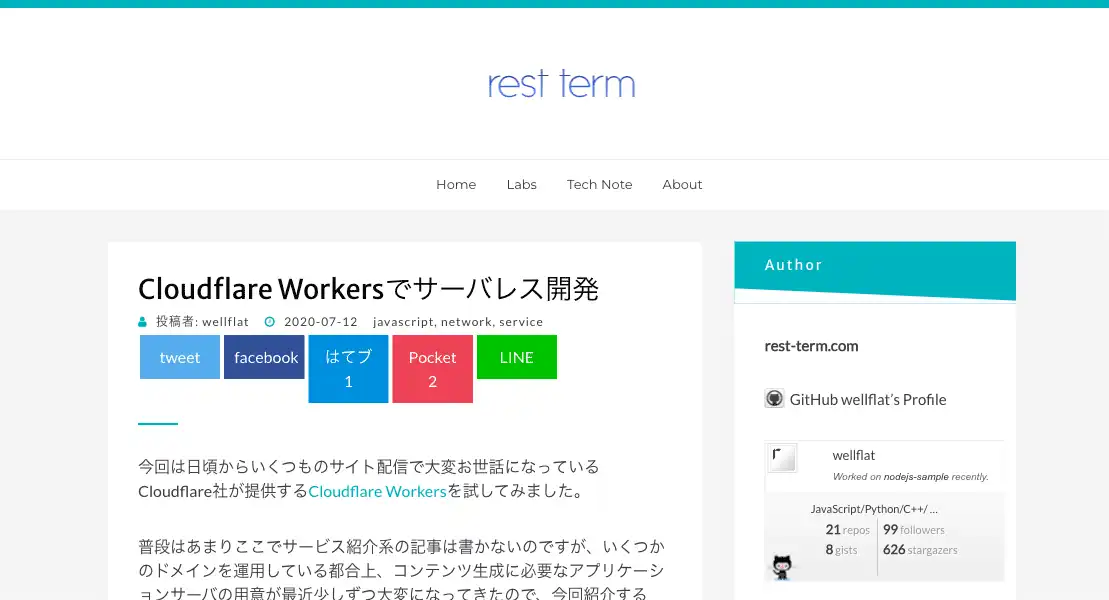 rest term
Home Labs Tech Note About
Cloudflare Workersでサーバレス開発
投稿者: wellflat 2020-07-12 javascript, network, service
tweet facebook はてブ 1 Pocket 2 LINE
今回は日頃からいくつものサイト配信で大変お世話になっている
Cloudflare社が提供するCloudflare Workersを試してみました。
普段はあまりここでサービス紹介系の記事は書かないのですが、いくつか
のドメインを運用している都合上、コンテンツ生成に必要なアプリケーシ
ョンサーバの用意が最近少しずつ大変になってきたので、今回紹介する
Author
rest-term.com
GitHub wellflat’s Profile
wellflat
Worked on nodejs-sample recently.
JavaScript/Python/C++/ ...
21 repos 99 followers
8 gists 626 stargazers